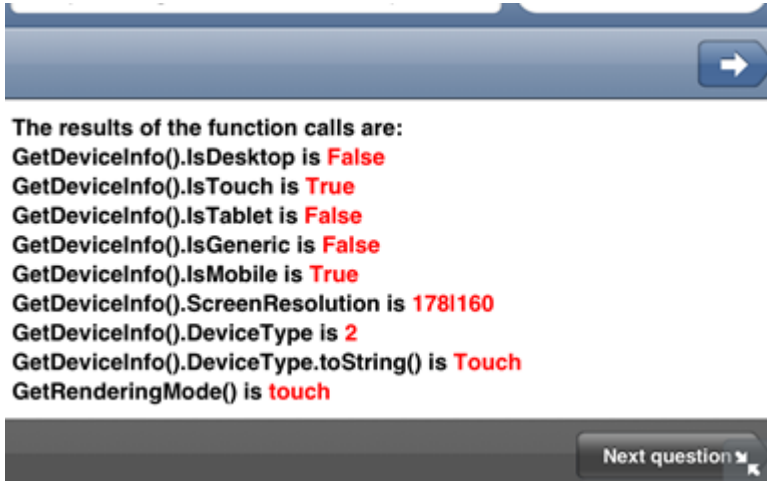 The results of the function calls are:
GetDeviceInfo().IsDesktop is False
GetDeviceInfo().IsTouch is True
GetDeviceInfo().IsTablet is False
GetDeviceInfo().IsGeneric is False
GetDeviceInfo().IsMobile is True
GetDeviceInfo().ScreenResolution is 178|160
GetDeviceInfo().DeviceType is 2
GetDeviceInfo().DeviceType.toString() is Touch
GetRenderingMode() is touch
Next question